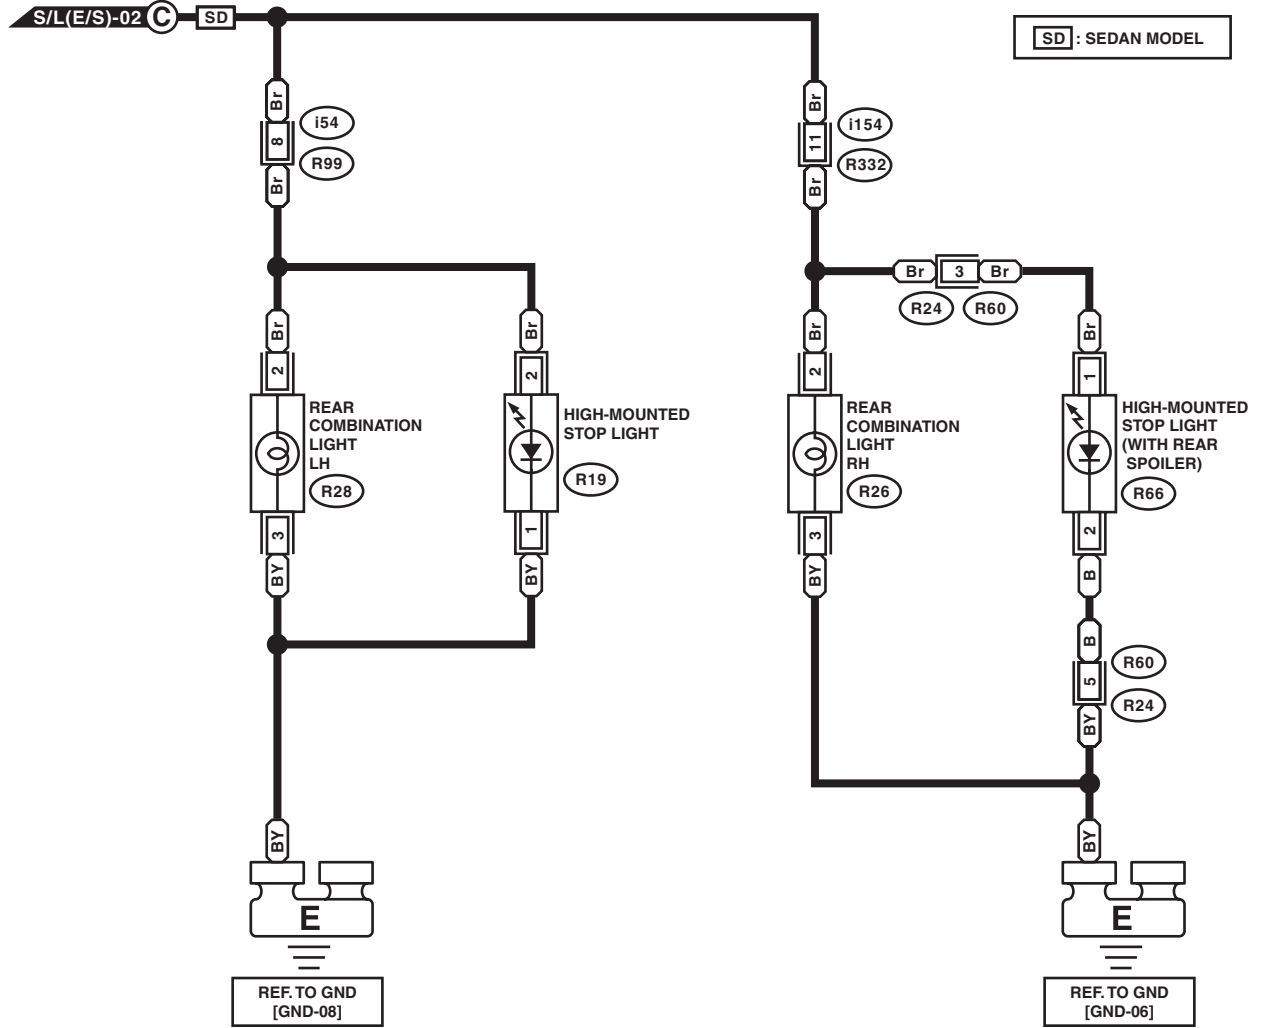 S/L(E/S)-02 C SD
SD : SEDAN MODEL
Br
8
Br
i54
R99
Br
11
Br
i154
R332
Br 3 Br
R24 R60
Br
2
REAR
COMBINATION
LIGHT
LH
R28
3
BY
Br
2
HIGH-MOUNTED
STOP LIGHT
R19
1
BY
Br
2
REAR
COMBINATION
LIGHT
RH
R26
3
BY
Br
1
HIGH-MOUNTED
STOP LIGHT
(WITH REAR
SPOILER)
R66
2
B
B
5
BY
R60
R24
BY
E
REF. TO GND
[GND-08]
BY
E
REF. TO GND
[GND-06]